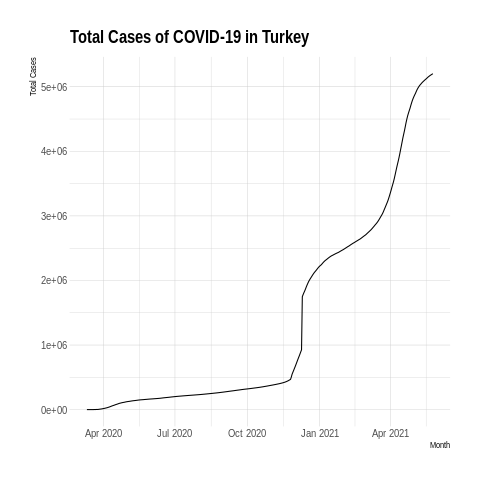 Total Cases of COVID-19 in Turkey
Total Cases
5e+06
4e+06
3e+06
2e+06
1e+06
0e+00
Apr 2020 Jul 2020 Oct 2020 Jan 2021 Apr 2021
Month